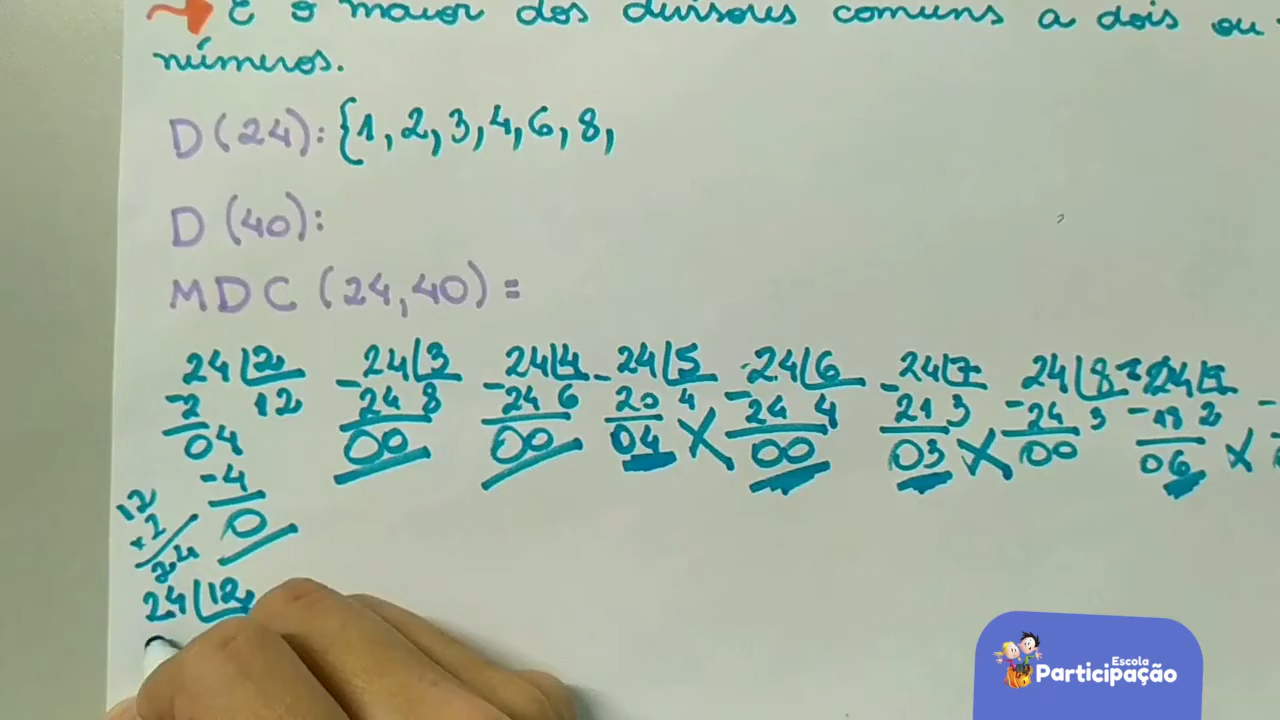 É o maior dos divisores comuns a dois ou
números.
D(24): {1, 2, 3, 4, 6, 8,
D(40):
MDC (24,40) =
24 2 24 3 24 4 24 5 24 6 24 7 24 8 24 9
-2 12 -24 8 -24 6 -20 4 -24 4 -21 3 -24 3 -18 2
04 00 00 04 X 00 03 X 00 06 X
-4
0
12
×2
24
24 12
Escola
Participação